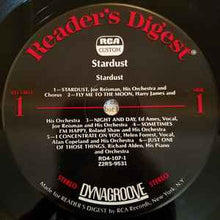 Reader's Digest
RCA
CUSTOM
Stardust
Stardust
SIDE
1
1
1—STARDUST, Joe Reisman, His Orchestra and
Chorus 2—FLY ME TO THE MOON, Harry James and
His Orchestra 3—NIGHT AND DAY, Ed Ames, Vocal,
Joe Reisman and His Orchestra 4—SOMETIMES
I'M HAPPY, Roland Shaw and His Orchestra
5—I CONCENTRATE ON YOU, Helen Forrest, Vocal,
Alan Copeland and His Orchestra 6—JUST ONE
OF THOSE THINGS, Richard Alden, His Piano
and Orchestra
RD4-107-1
Z2RS-9531
STEREO DYNAGROOVE STEREO
Made for READER'S DIGEST by RCA Records, New York, N.Y.